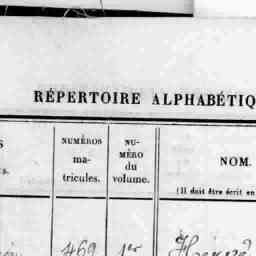 RÉPERTOIRE ALPHABÉTIQ
NUMÉROS
ma-
tricules.
NU-
MÉRO
du
volume.
NOM.
(Il doit être écrit en
469 1er